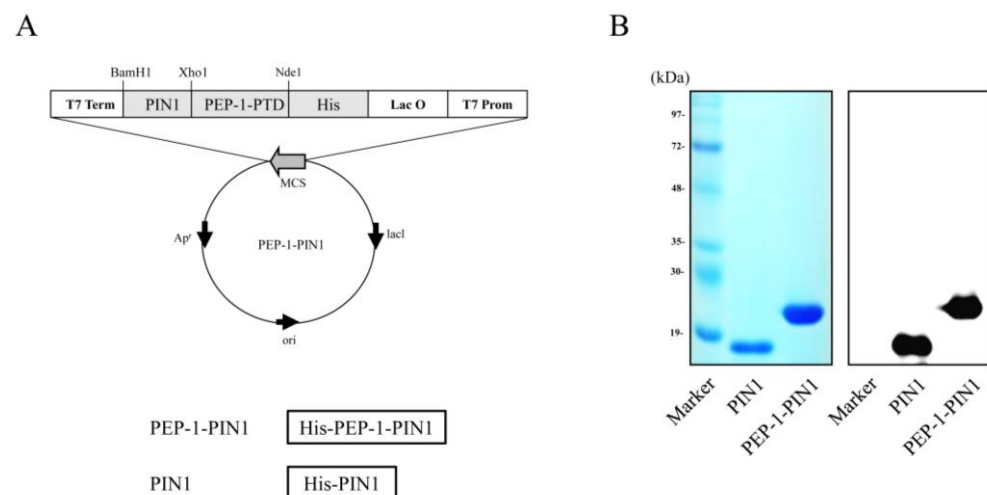 A
BamH1 Xho1 Nde1
T7 Term PIN1 PEP-1-PTD His Lac O T7 Prom
MCS
Apr lacI
PEP-1-PIN1
ori
PEP-1-PIN1 His-PEP-1-PIN1
PIN1 His-PIN1
B
(kDa)
97-
72-
48-
35-
30-
19-
Marker PIN1 PEP-1-PIN1 Marker PIN1 PEP-1-PIN1